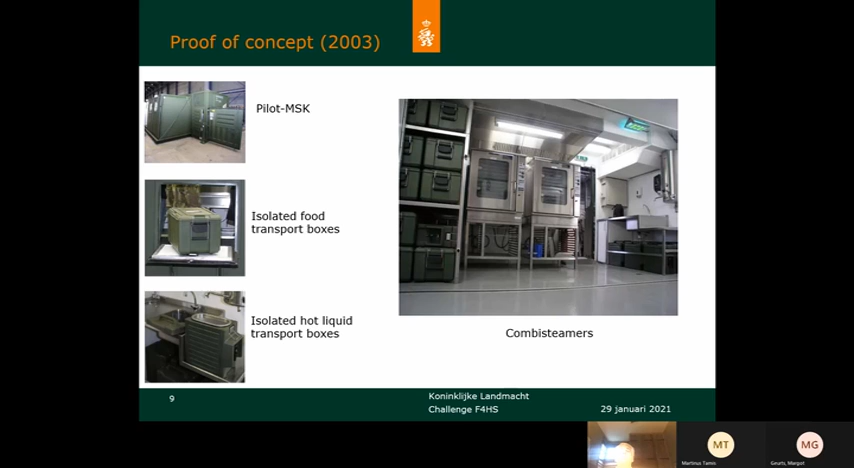 Proof of concept (2003)
Pilot-MSK
Isolated food
transport boxes
Isolated hot liquid
transport boxes
Combisteamers
9
Koninklijke Landmacht
Challenge F4HS
29 januari 2021
MT
Martinus Tamis
MG
Geurts, Margot